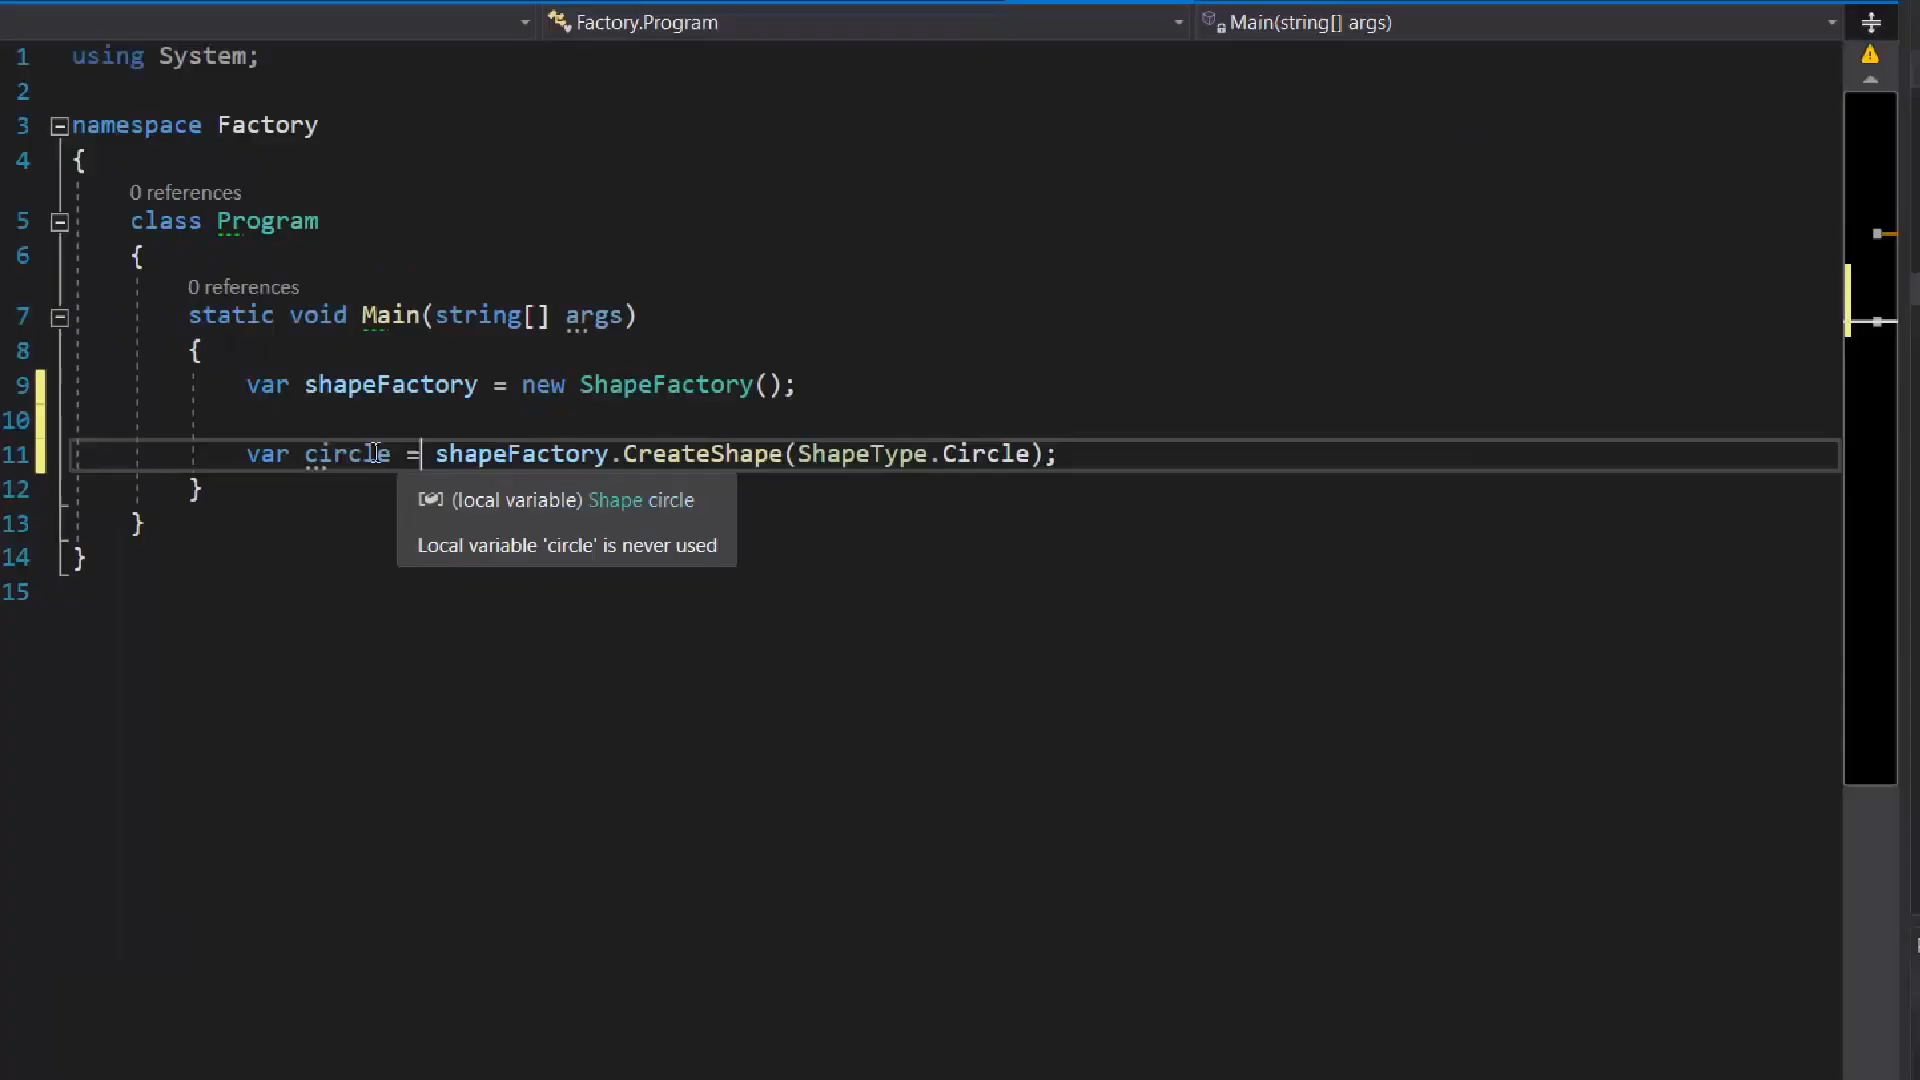 Factory.Program Main(string[] args)
1 using System;
2
3 namespace Factory
4 {
0 references
5 class Program
6 {
0 references
7 static void Main(string[] args)
8 {
9 var shapeFactory = new ShapeFactory();
10
11 var circle = shapeFactory.CreateShape(ShapeType.Circle);
12 }
(local variable) Shape circle
13 }
Local variable 'circle' is never used
14 }
15